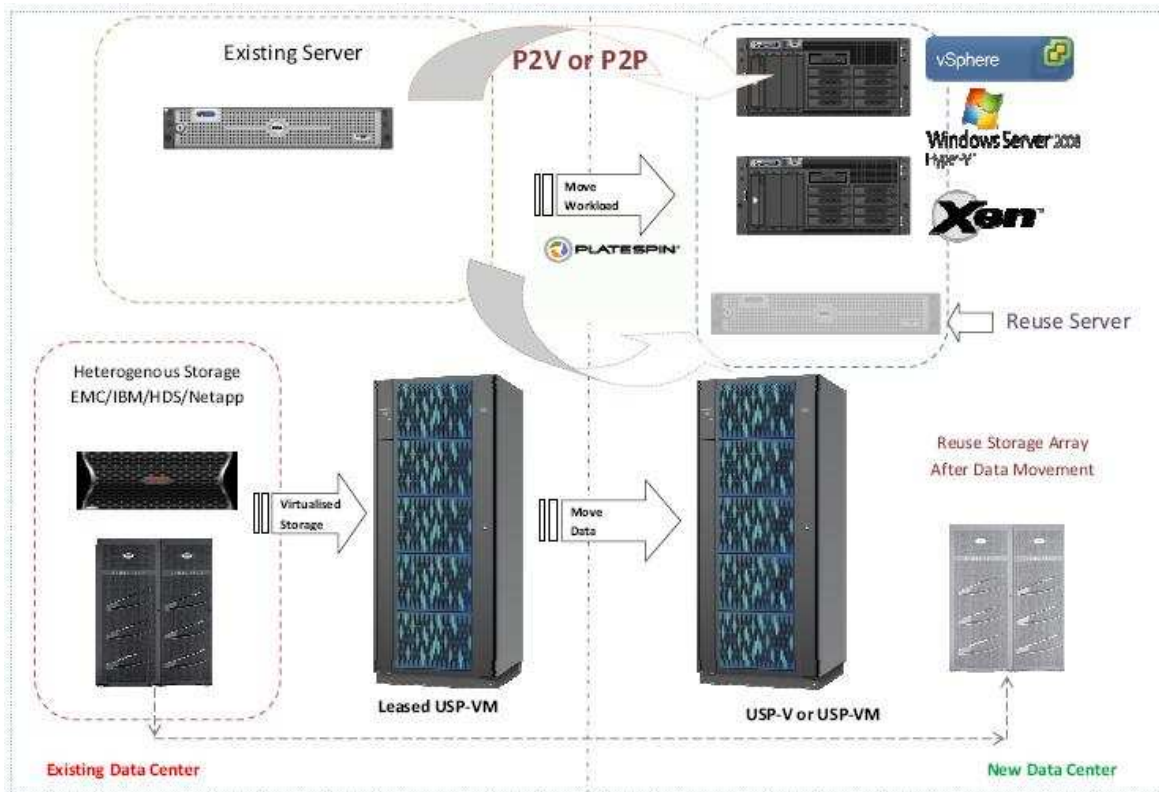 Existing Server
P2V or P2P
vSphere
Windows Server 2008
Hyper-V
Move
Workload
PLATESPIN
Xen™
Reuse Server
Heterogenous Storage
EMC/IBM/HDS/Netapp
Virtualised
Storage
Move
Data
Reuse Storage Array
After Data Movement
Leased USP-VM
USP-V or USP-VM
Existing Data Center
New Data Center